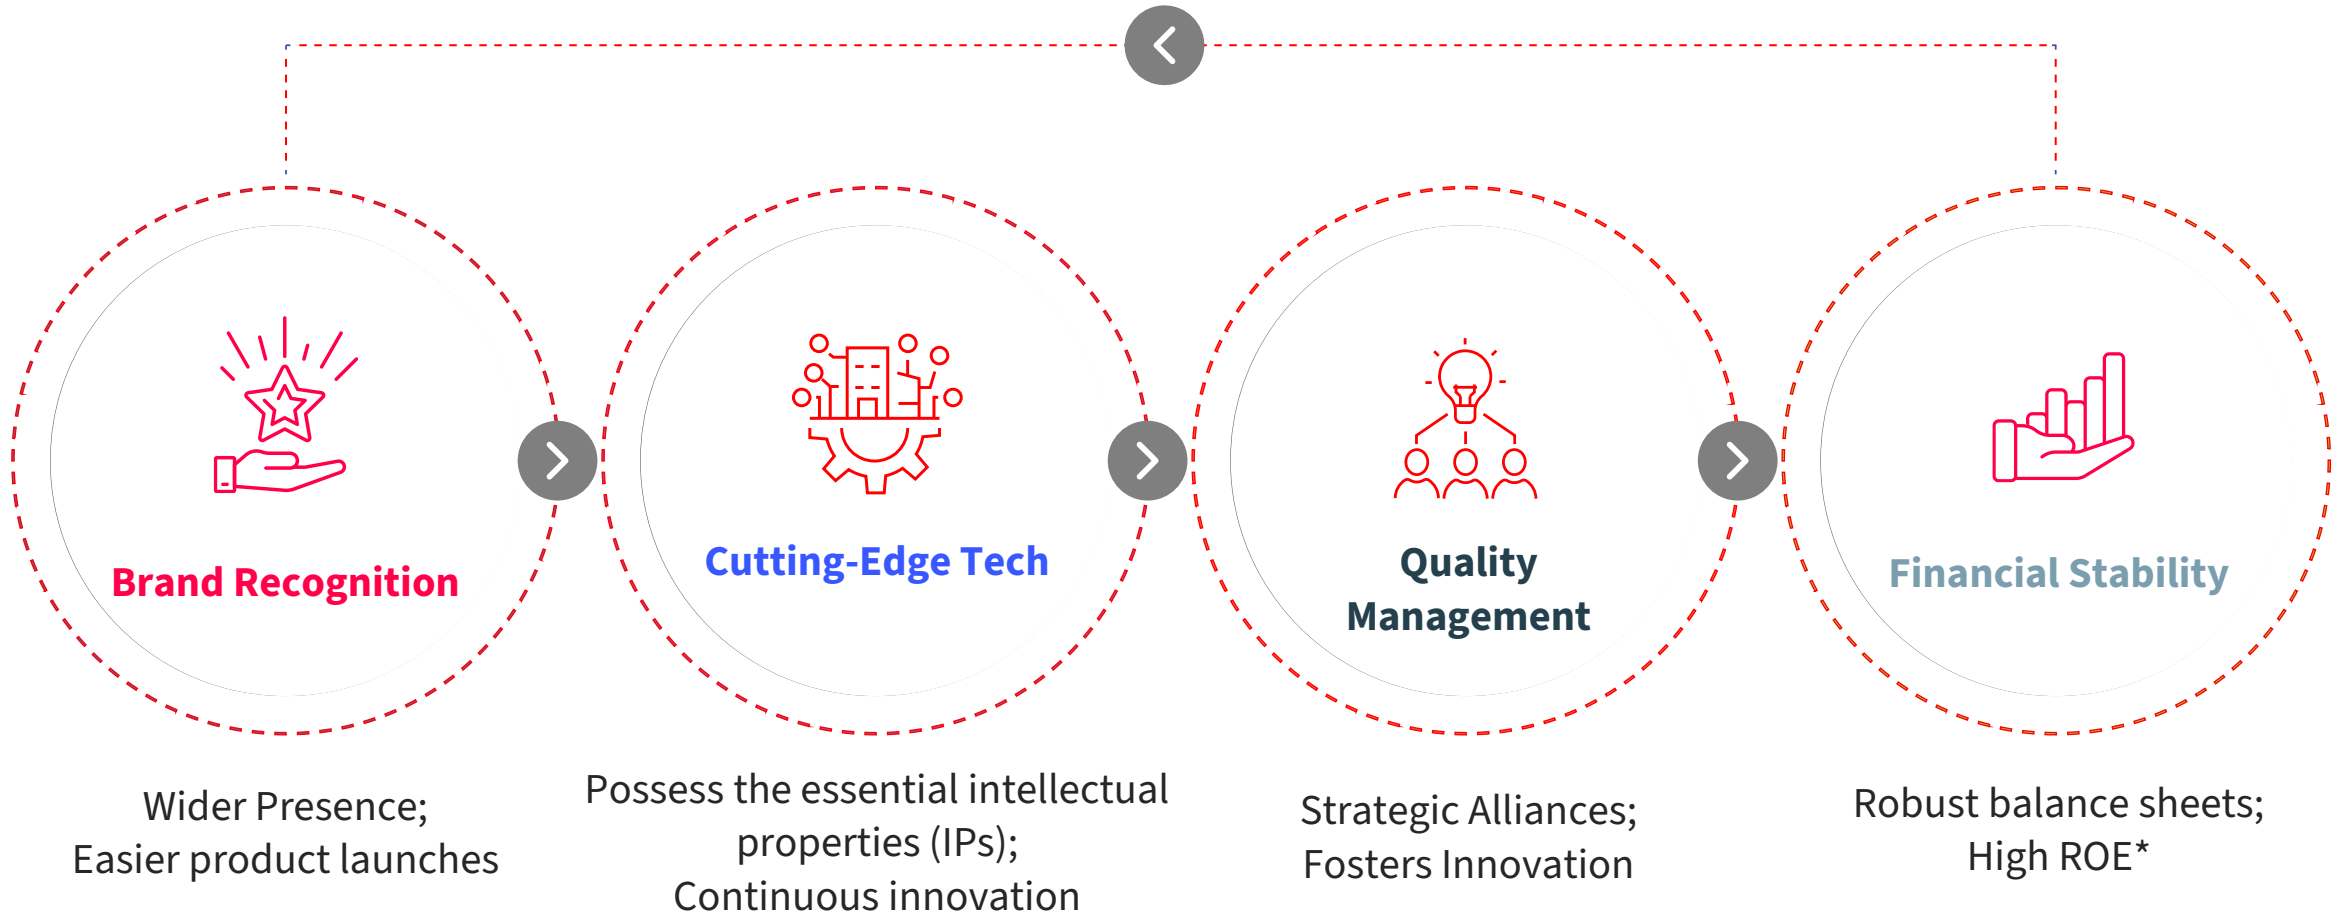 Brand Recognition
Cutting-Edge Tech
Quality
Management
Financial Stability
Wider Presence;
Easier product launches
Possess the essential intellectual
properties (IPs);
Continuous innovation
Strategic Alliances;
Fosters Innovation
Robust balance sheets;
High ROE*